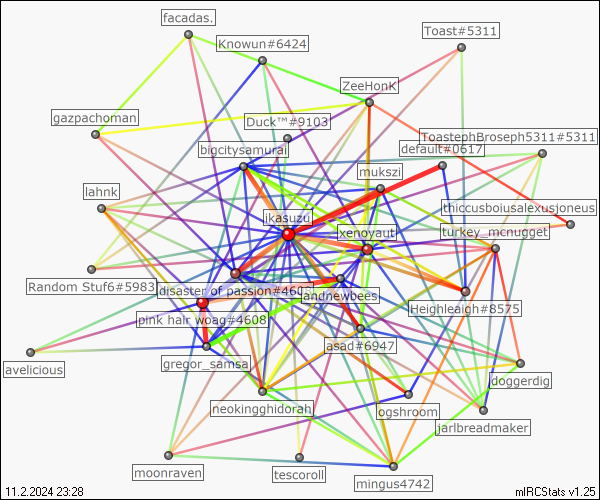 facadas.
Toast#5311
Knowun#6424
ZeeHonK
gazpachoman
Duck™#9103
ToastephBroseph5311#5311
bigcitysamurai
default#0617
mukszi
lahnk
thiccusboiusalexusjoneus
ikasuzu
xenoyaut
turkey_mcnugget
Random Stuf6#5983
disaster of passion#4603
andnewbees
Heighleaigh#8575
pink hair woag#4608
asad#6947
avelicious
gregor_samsa
doggerdig
neokingghidorah
ogshroom
jarlbreadmaker
moonraven
tescoroll
mingus4742
11.2.2024 23:28
mIRCStats v1.25